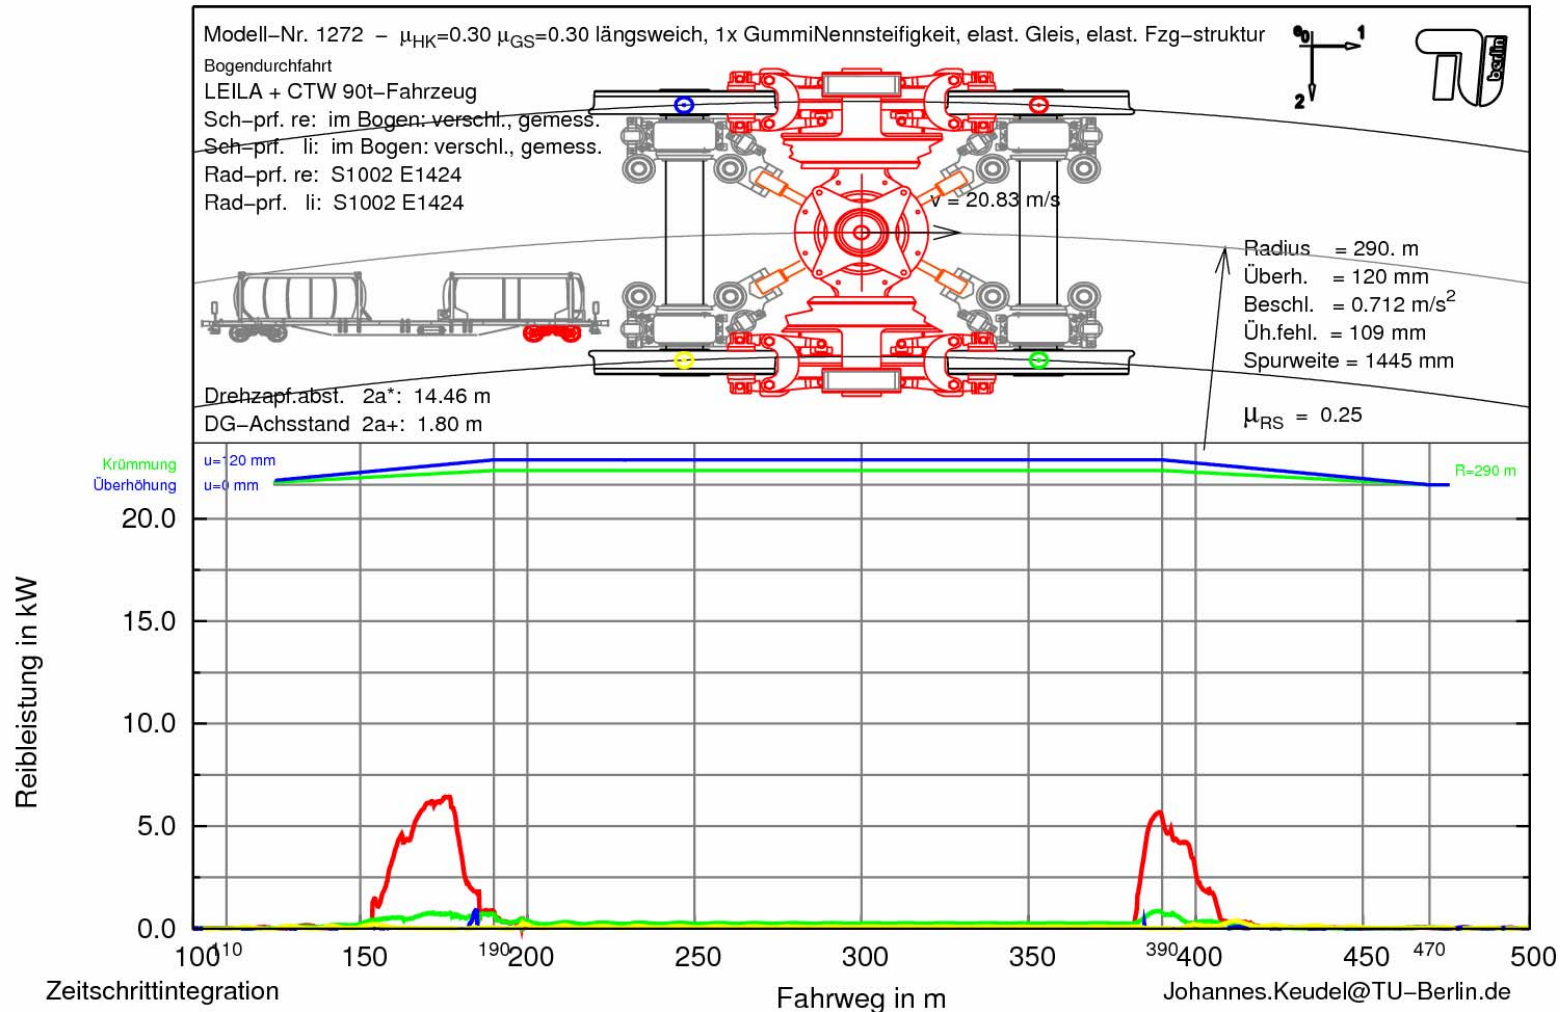 Modell–Nr. 1272 – μHK=0.30 μGS=0.30 längsweich, 1x GummiNennsteifigkeit, elast. Gleis, elast. Fzg–struktur
Bogendurchfahrt
LEILA + CTW 90t–Fahrzeug
Sch–prf. re: im Bogen: verschl., gemess.
Sch–prf. li: im Bogen: verschl., gemess.
Rad–prf. re: S1002 E1424
Rad–prf. li: S1002 E1424
e0 1
2
berlin
v = 20.83 m/s
Radius = 290. m
Überh. = 120 mm
Beschl. = 0.712 m/s2
Üh.fehl. = 109 mm
Spurweite = 1445 mm
μRS = 0.25
Drehzapf.abst. 2a*: 14.46 m
DG–Achsstand 2a+: 1.80 m
Krümmung u=120 mm R=290 m
Überhöhung u=0 mm
Reibleistung in kW
20.0
15.0
10.0
5.0
0.0
100 110 150 190 200 250 300 350 390 400 450 470 500
Zeitschrittintegration
Fahrweg in m
Johannes.Keudel@TU–Berlin.de